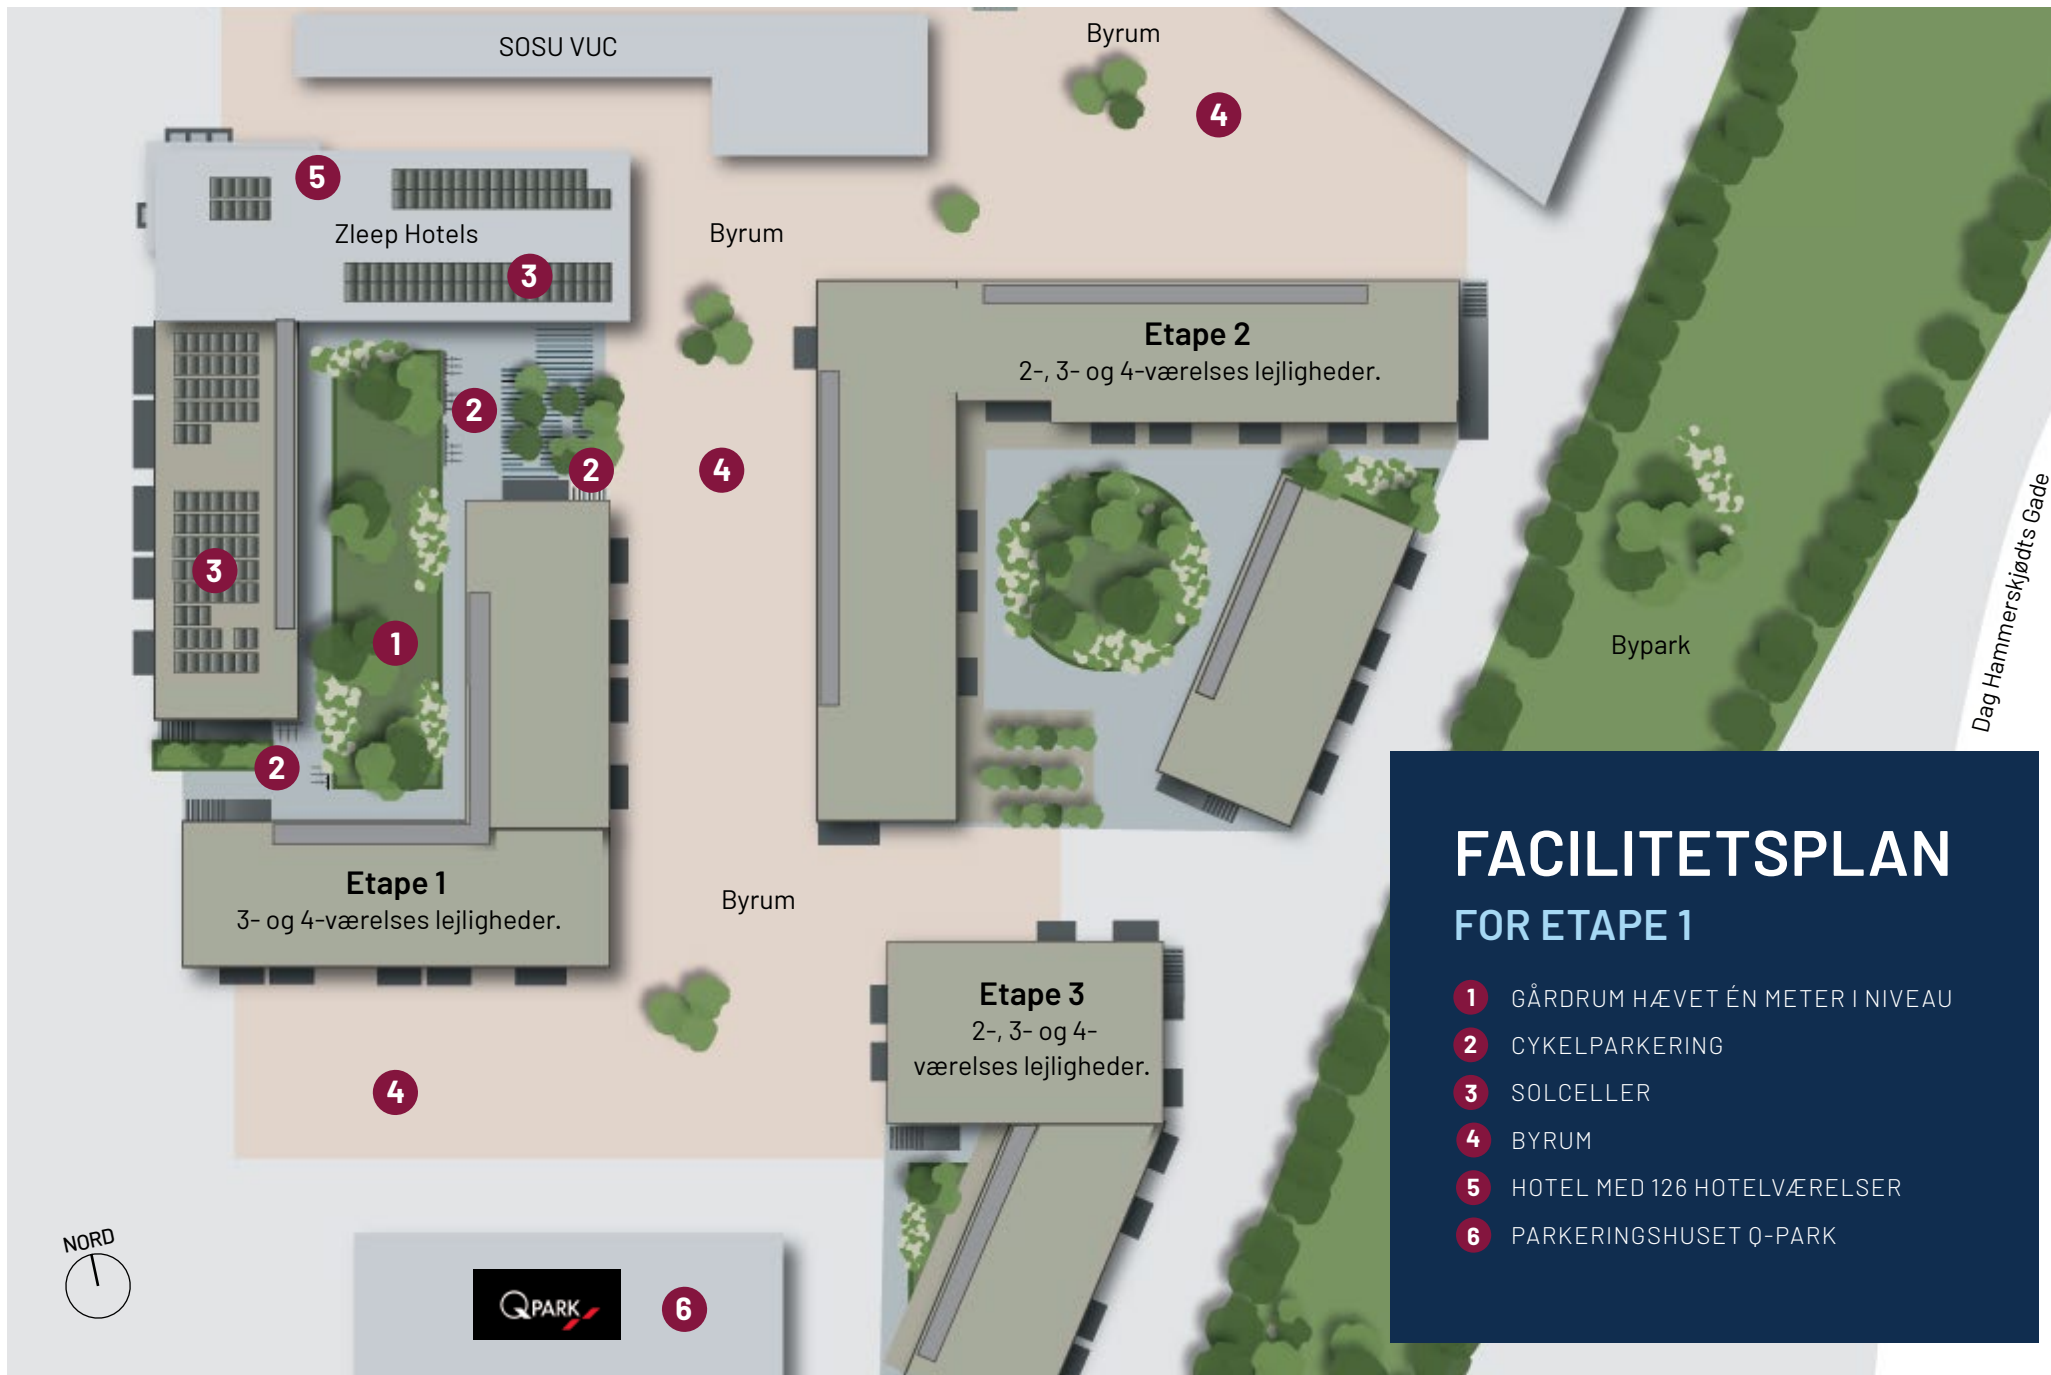 SOSU VUC
Byrum
4
5
Zleep Hotels
3
Byrum
Etape 2
2-, 3- og 4-værelses lejligheder.
2
2
4
3
1
Bypark
Dag Hammerskjødts Gade
2
Etape 1
3- og 4-værelses lejligheder.
Byrum
Etape 3
2-, 3- og 4-
værelses lejligheder.
4
NORD
Q PARK
6
FACILITETSPLAN
FOR ETAPE 1
1 GÅRDRUM HÆVET ÉN METER I NIVEAU
2 CYKELPARKERING
3 SOLCELLER
4 BYRUM
5 HOTEL MED 126 HOTELVÆRELSER
6 PARKERINGSHUSET Q-PARK